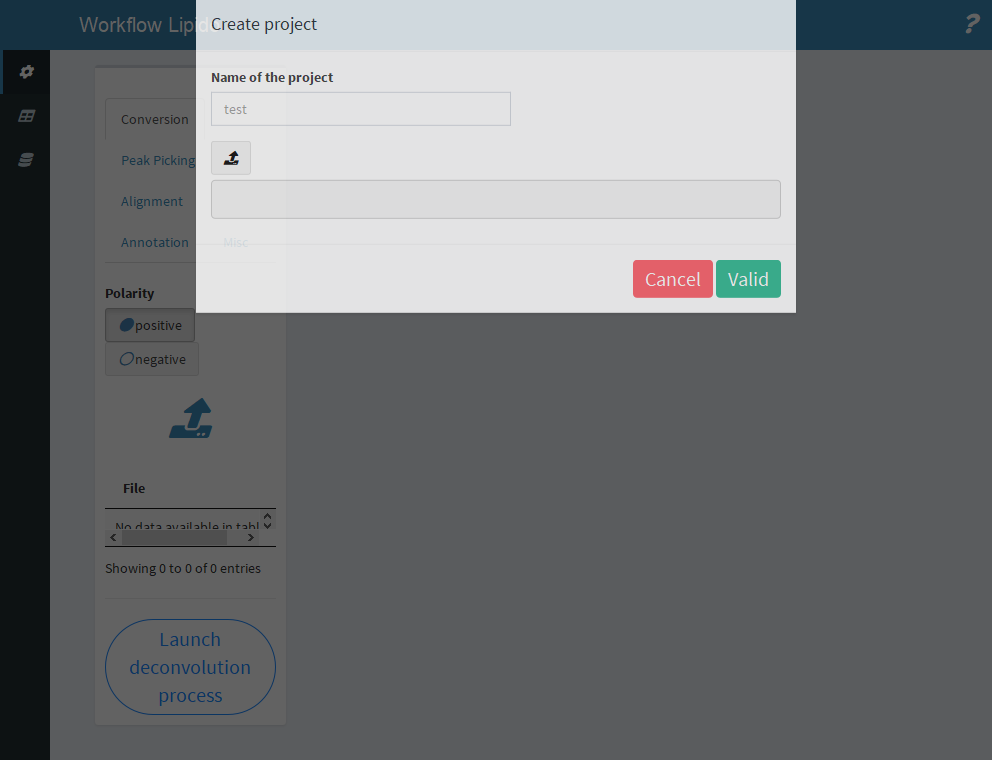 Workflow Lipid
?
Create project
Name of the project
test
Conversion
Peak Picking
Alignment
Annotation
Misc
Cancel
Valid
Polarity
positive
negative
File
No data available in tabl
Showing 0 to 0 of 0 entries
Launch
deconvolution
process